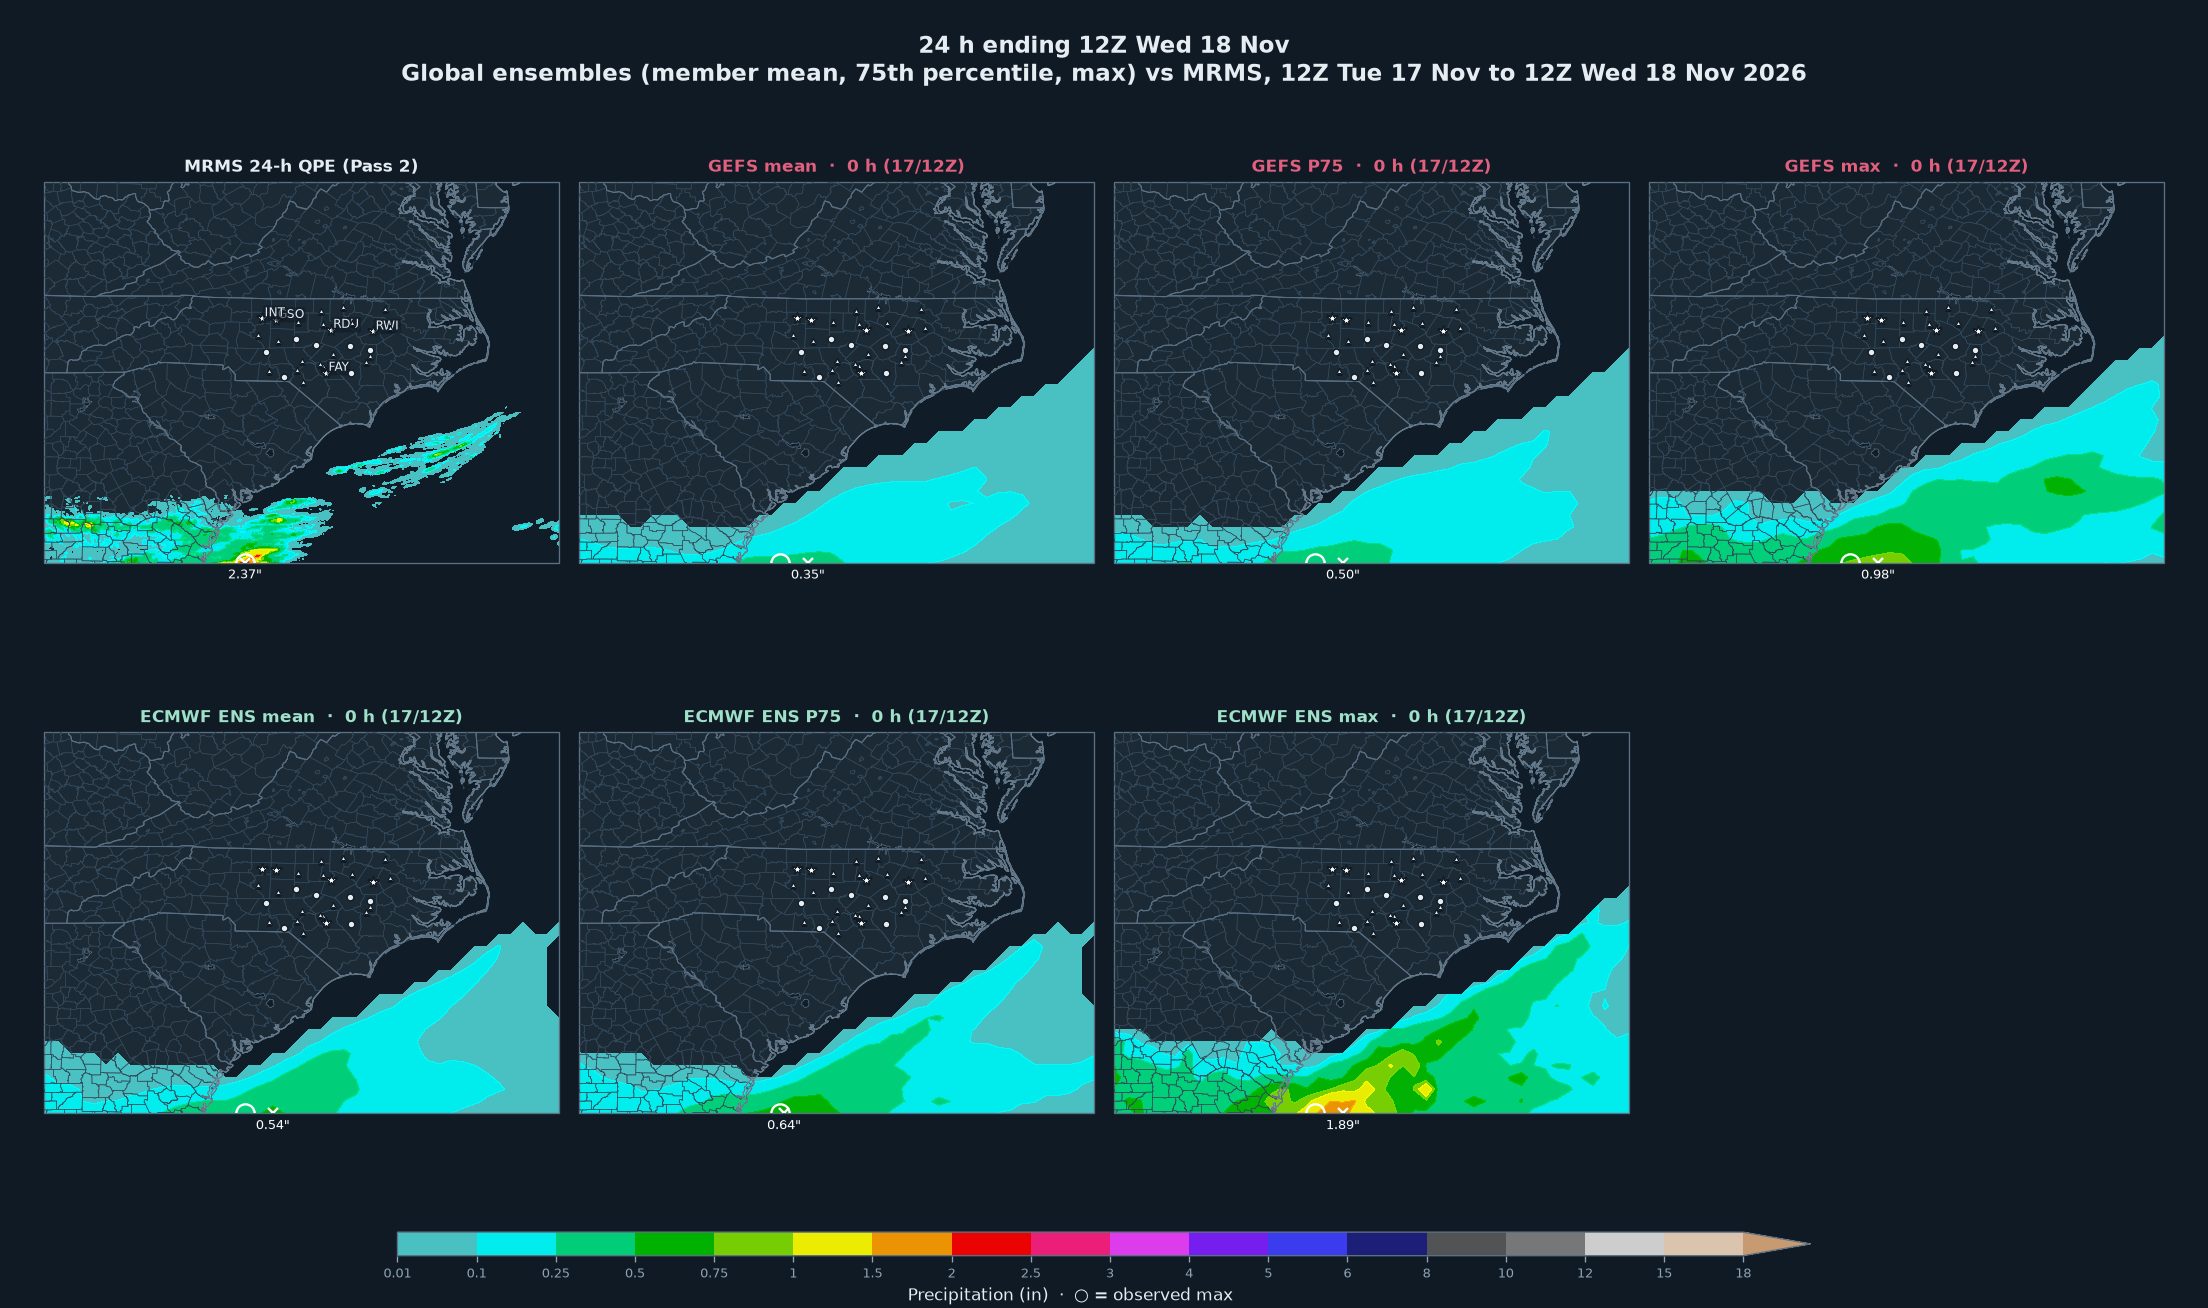 24 h ending 12Z Wed 18 Nov
Global ensembles (member mean, 75th percentile, max) vs MRMS, 12Z Tue 17 Nov to 12Z Wed 18 Nov 2026
MRMS 24-h QPE (Pass 2)
GEFS mean · 0 h (17/12Z)
GEFS P75 · 0 h (17/12Z)
GEFS max · 0 h (17/12Z)
INT
SO
RDU
RWI
FAY
2.37"
0.35"
0.50"
0.98"
ECMWF ENS mean · 0 h (17/12Z)
ECMWF ENS P75 · 0 h (17/12Z)
ECMWF ENS max · 0 h (17/12Z)
0.54"
0.64"
1.89"
0.01 0.1 0.25 0.5 0.75 1 1.5 2 2.5 3 4 5 6 8 10 12 15 18
Precipitation (in) · ○ = observed max